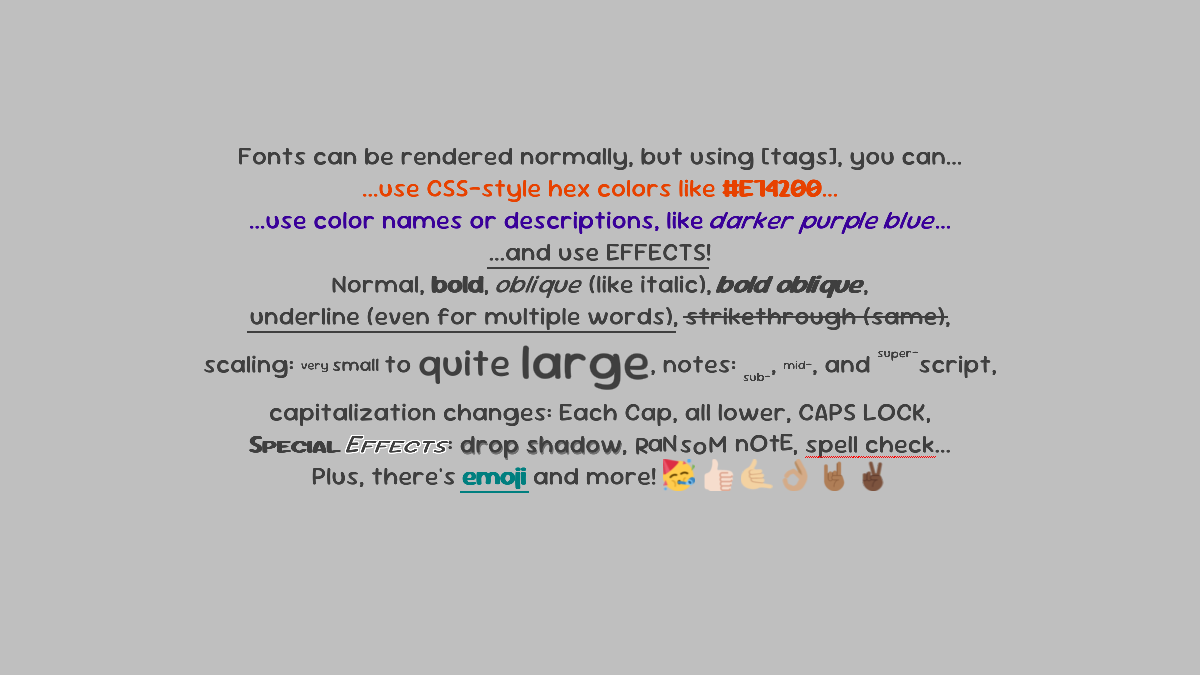 Fonts can be rendered normally, but using [tags], you can...
...use CSS-style hex colors like #E74200...
...use color names or descriptions, like darker purple blue...
...and use EFFECTS!
Normal, bold, oblique (like italic), bold oblique,
underline (even for multiple words), strikethrough (same),
scaling: very small to quite large, notes: sub-, mid-, and super-script,
capitalization changes: Each Cap, all lower, CAPS LOCK,
Special Effects: drop shadow, RaNsoM nOtE, spell check...
Plus, there's emoji and more! 🥳👍🏻🤙🏼👌🏽🤘🏾✌🏿